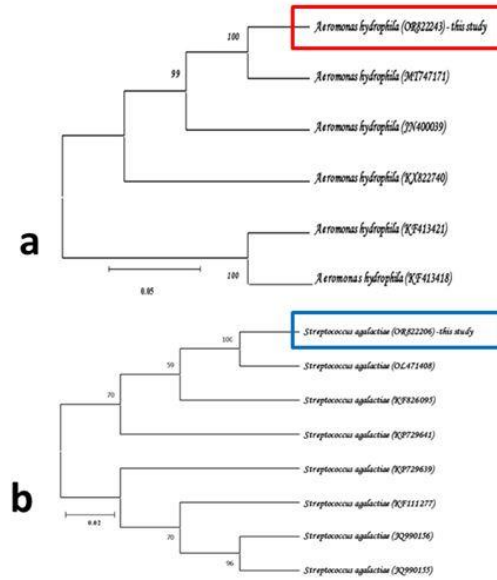 Aeromonas hydrophila (OR822243) - this study
100
Aeromonas hydrophila (MT747171)
99
Aeromonas hydrophila (JN400039)
Aeromonas hydrophila (KX822740)
a
Aeromonas hydrophila (KF413421)
0.05
100
Aeromonas hydrophila (KF413418)
Streptococcus agalactiae (OR822206) -this study
100
Streptococcus agalactiae (OL471408)
59
Streptococcus agalactiae (KF826095)
70
Streptococcus agalactiae (KP729641)
Streptococcus agalactiae (KP729639)
b
0.02
Streptococcus agalactiae (KF111277)
70
Streptococcus agalactiae (JQ990156)
96
Streptococcus agalactiae (JQ990155)